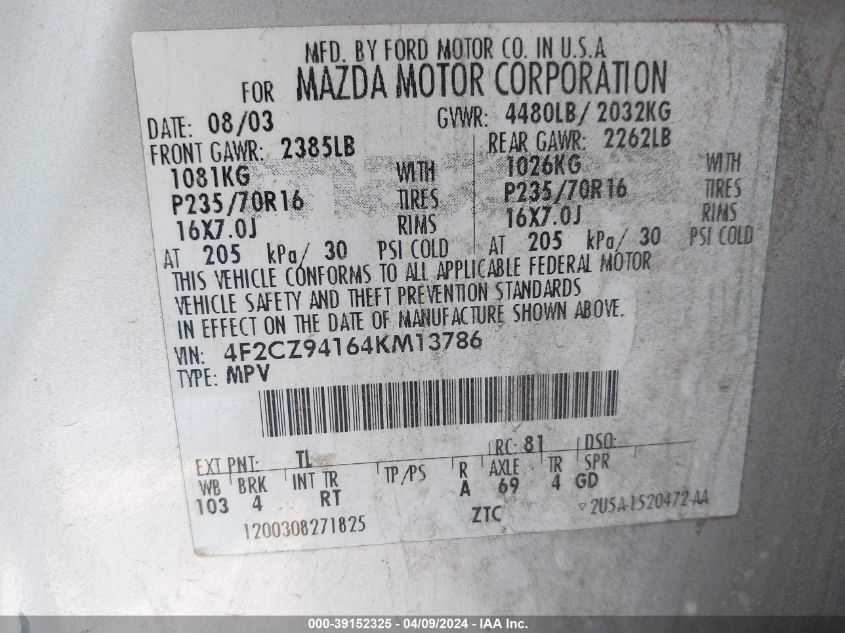 MFD. BY FORD MOTOR CO. IN U.S.A.
FOR MAZDA MOTOR CORPORATION
DATE: 08/03 GVWR: 4480LB/ 2032KG
FRONT GAWR: 2385LB REAR GAWR: 2262LB
1081KG WITH 1026KG WITH
P235/70R16 TIRES P235/70R16 TIRES
16X7.0J RIMS 16X7.0J RIMS
AT 205 kPa/ 30 PSI COLD AT 205 kPa/ 30 PSI COLD
THIS VEHICLE CONFORMS TO ALL APPLICABLE FEDERAL MOTOR
VEHICLE SAFETY AND THEFT PREVENTION STANDARDS
IN EFFECT ON THE DATE OF MANUFACTURE SHOWN ABOVE.
VIN: 4F2CZ94164KM13786
TYPE: MPV
EXT PNT: TL RC: 81 DSO:
WB BRK INT TR TP/PS R AXLE TR SPR
103 4 RT A 69 4 GD
1200308271825 ZTC ▽2U5A-1520472-AA
000-39152325 - 04/09/2024 - IAA Inc.